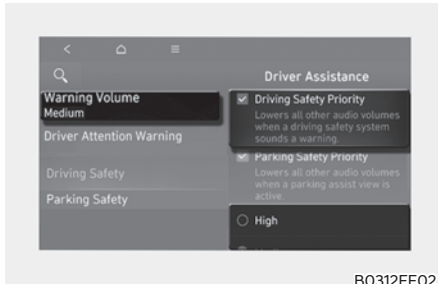 Driver Assistance
Warning Volume
Medium
Driver Attention Warning
Driving Safety
Parking Safety
Driving Safety Priority
Lowers all other audio volumes
when a driving safety system
sounds a warning.
Parking Safety Priority
Lowers all other audio volumes
when a parking assist view is
active.
High
B0312EE02